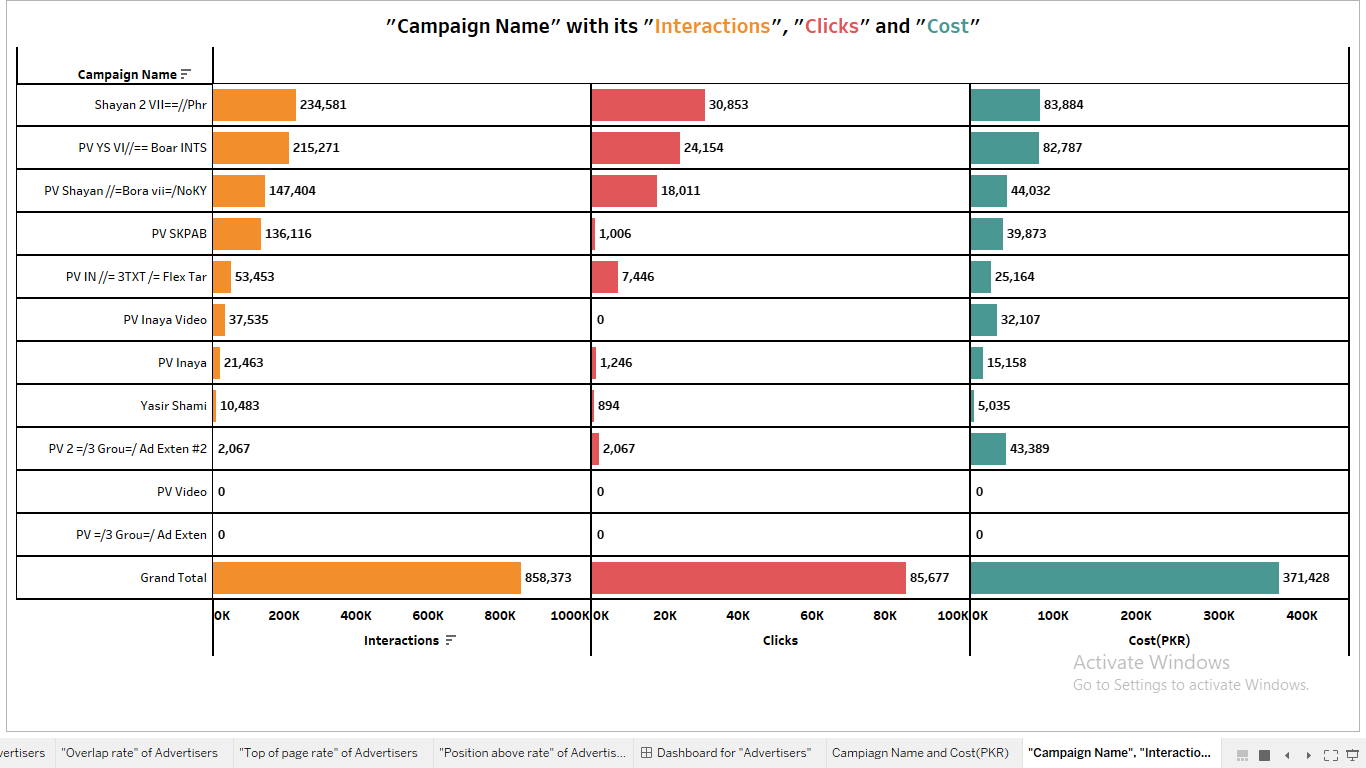 ”Campaign Name” with its ”Interactions”, ”Clicks” and ”Cost”
Campaign Name
Shayan 2 VII==//Phr 234,581 30,853 83,884
PV YS VI//== Boar INTS 215,271 24,154 82,787
PV Shayan //=Bora vii=/NoKY 147,404 18,011 44,032
PV SKPAB 136,116 1,006 39,873
PV IN //= 3TXT /= Flex Tar 53,453 7,446 25,164
PV Inaya Video 37,535 0 32,107
PV Inaya 21,463 1,246 15,158
Yasir Shami 10,483 894 5,035
PV 2 =/3 Grou=/ Ad Exten #2 2,067 2,067 43,389
PV Video 0 0 0
PV =/3 Grou=/ Ad Exten 0 0 0
Grand Total 858,373 85,677 371,428
0K 200K 400K 600K 800K 1000K 0K 20K 40K 60K 80K 100K 0K 100K 200K 300K 400K
Interactions Clicks Cost(PKR)
Activate Windows
Go to Settings to activate Windows.
vertisers "Overlap rate" of Advertisers "Top of page rate" of Advertisers "Position above rate" of Advertis... Dashboard for "Advertisers" Campiagn Name and Cost(PKR) "Campaign Name", "Interactio...